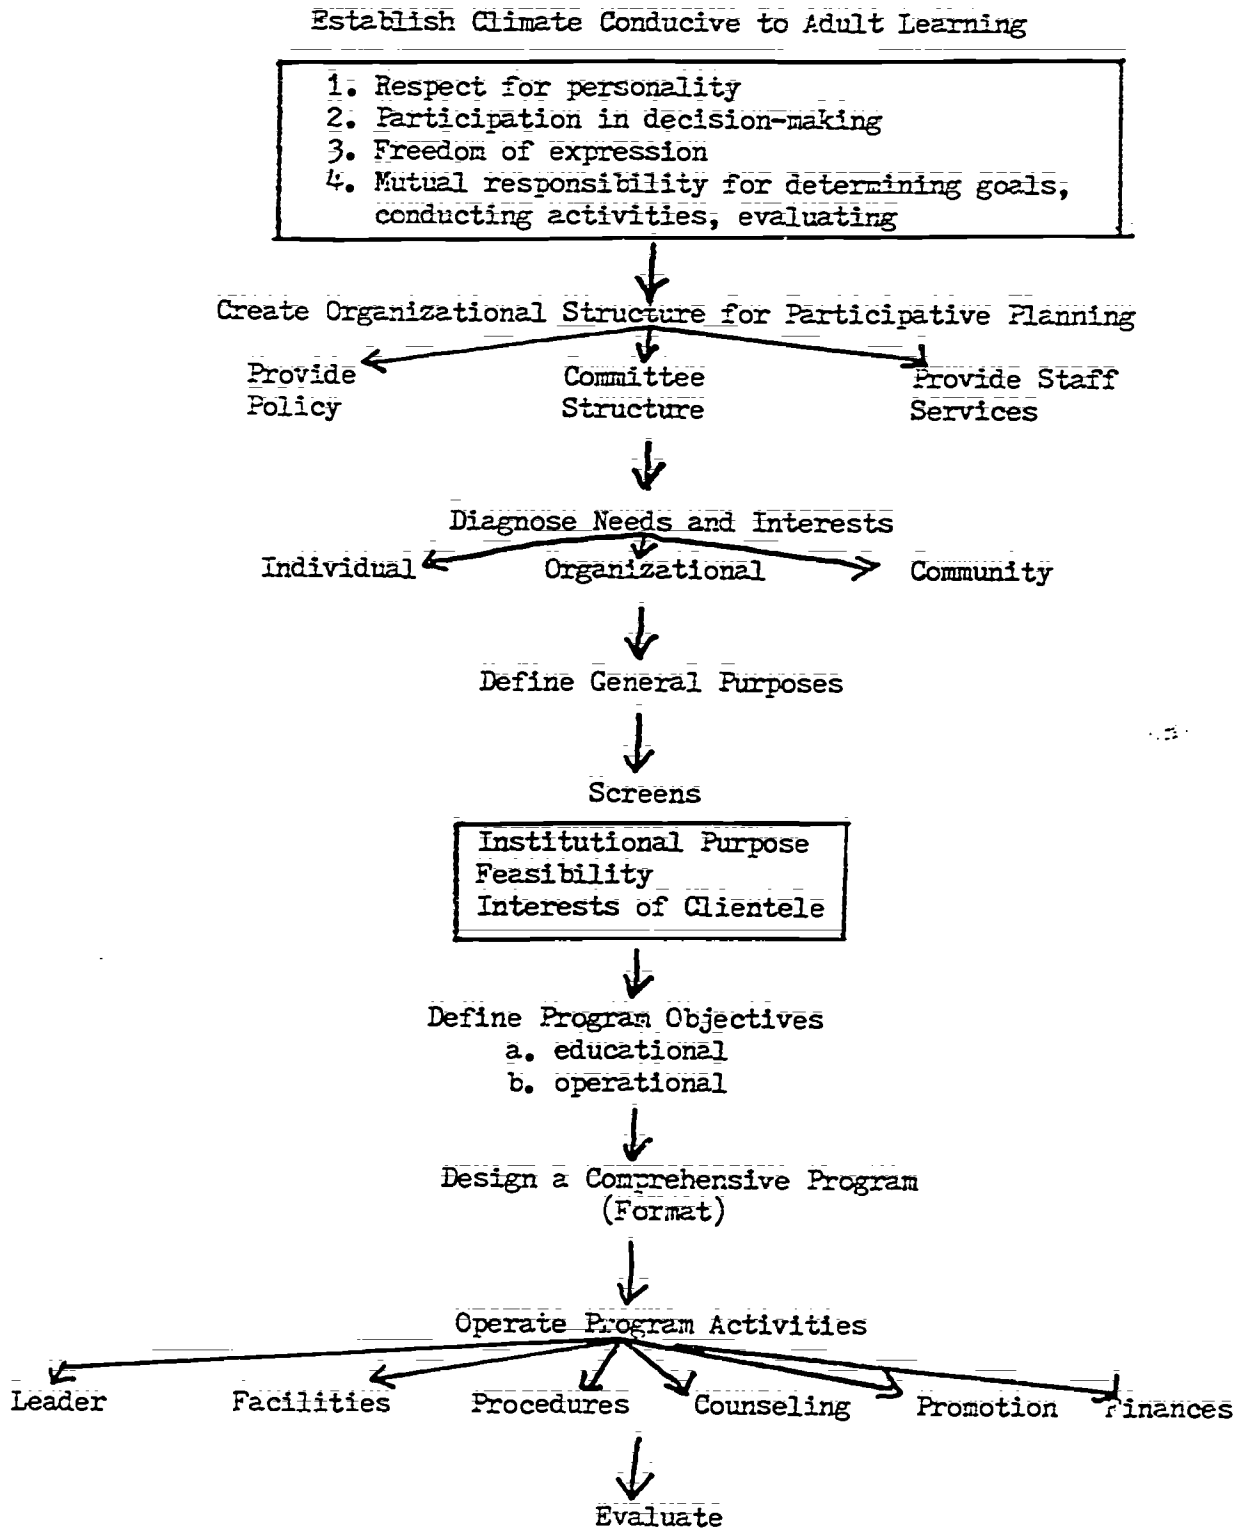 Establish Climate Conducive to Adult Learning
1. Respect for personality
2. Participation in decision-making
3. Freedom of expression
4. Mutual responsibility for determining goals,
conducting activities, evaluating
Create Organizational Structure for Participative Planning
Provide Policy
Committee Structure
Provide Staff Services
Diagnose Needs and Interests
Individual Organizational Community
Define General Purposes
Screens
Institutional Purpose
Feasibility
Interests of Clientele
Define Program Objectives
a. educational
b. operational
Design a Comprehensive Program
(Format)
Operate Program Activities
Leader Facilities Procedures Counseling Promotion Finances
Evaluate